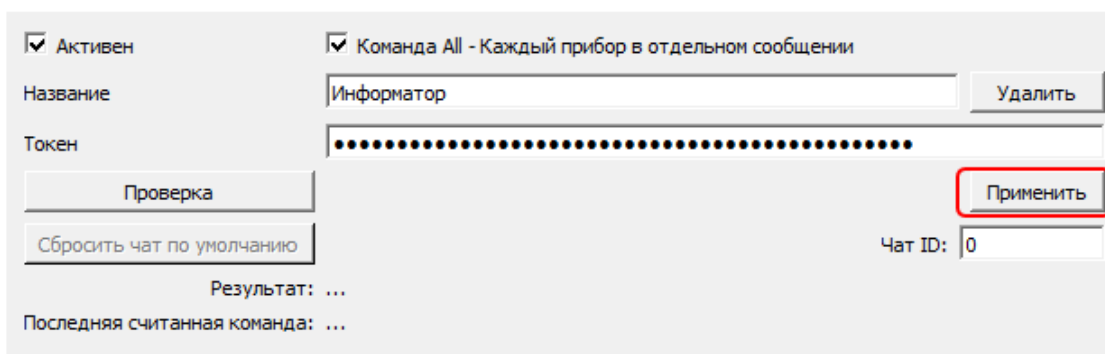 Активен
Команда All - Каждый прибор в отдельном сообщении
Название
Информатор
Удалить
Токен
●●●●●●●●●●●●●●●●●●●●●●●●●●●●●●●●●●●●●●●●●●●●●●
Проверка
Применить
Сбросить чат по умолчанию
Чат ID:
0
Результат: ...
Последняя считанная команда: ...